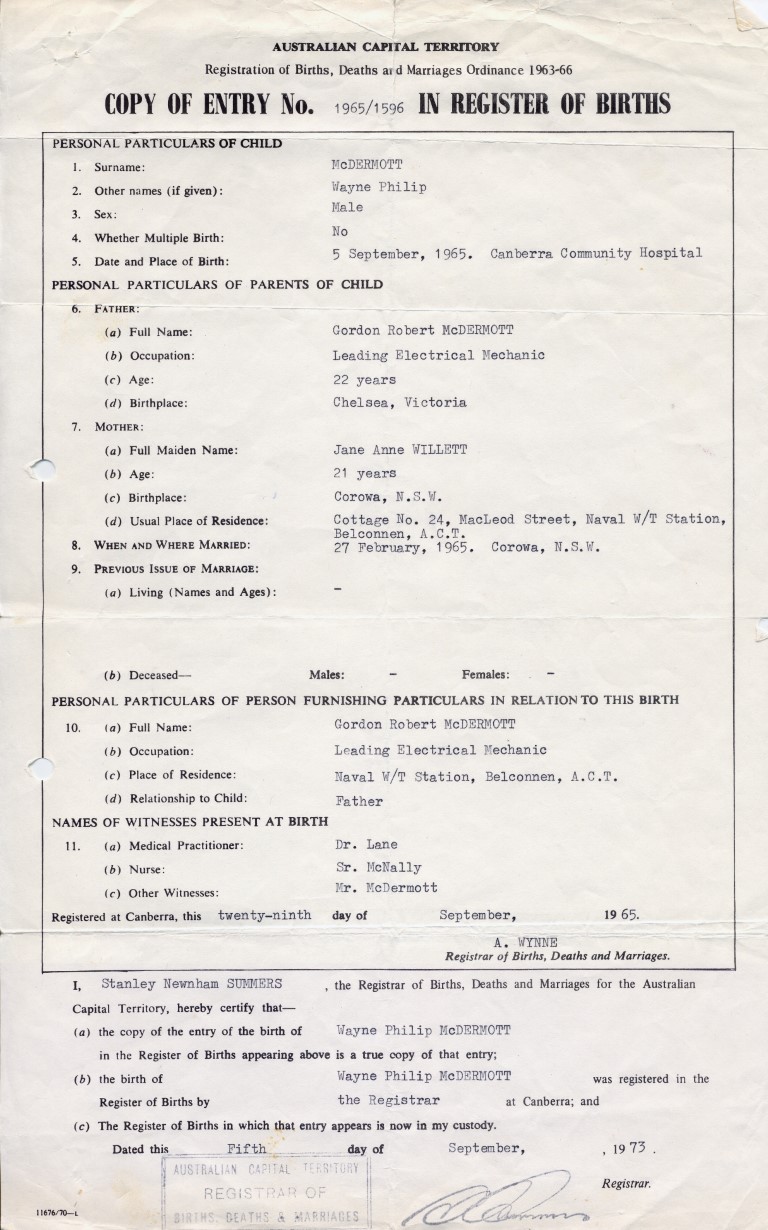 AUSTRALIAN CAPITAL TERRITORY
Registration of Births, Deaths and Marriages Ordinance 1963-66
COPY OF ENTRY No. 1965/1596 IN REGISTER OF BIRTHS
PERSONAL PARTICULARS OF CHILD
1. Surname: McDERMOTT
2. Other names (if given): Wayne Philip
3. Sex: Male
4. Whether Multiple Birth: No
5. Date and Place of Birth: 5 September, 1965. Canberra Community Hospital
PERSONAL PARTICULARS OF PARENTS OF CHILD
6. FATHER:
(a) Full Name: Gordon Robert McDERMOTT
(b) Occupation: Leading Electrical Mechanic
(c) Age: 22 years
(d) Birthplace: Chelsea, Victoria
7. MOTHER:
(a) Full Maiden Name: Jane Anne WILLETT
(b) Age: 21 years
(c) Birthplace: Corowa, N.S.W.
(d) Usual Place of Residence: Cottage No. 24, MacLeod Street, Naval W/T Station,
Belconnen, A.C.T.
8. WHEN AND WHERE MARRIED: 27 February, 1965. Corowa, N.S.W.
9. PREVIOUS ISSUE OF MARRIAGE:
(a) Living (Names and Ages): -
(b) Deceased— Males: - Females: -
PERSONAL PARTICULARS OF PERSON FURNISHING PARTICULARS IN RELATION TO THIS BIRTH
10. (a) Full Name: Gordon Robert McDERMOTT
(b) Occupation: Leading Electrical Mechanic
(c) Place of Residence: Naval W/T Station, Belconnen, A.C.T.
(d) Relationship to Child: Father
NAMES OF WITNESSES PRESENT AT BIRTH
11. (a) Medical Practitioner: Dr. Lane
(b) Nurse: Sr. McNally
(c) Other Witnesses: Mr. McDermott
Registered at Canberra, this twenty-ninth day of September, 1965.
A. WYNNE
Registrar of Births, Deaths and Marriages.
I, Stanley Newnham SUMMERS , the Registrar of Births, Deaths and Marriages for the Australian
Capital Territory, hereby certify that—
(a) the copy of the entry of the birth of Wayne Philip McDERMOTT
in the Register of Births appearing above is a true copy of that entry;
(b) the birth of Wayne Philip McDERMOTT was registered in the
Register of Births by the Registrar at Canberra; and
(c) The Register of Births in which that entry appears is now in my custody.
Dated this Fifth day of September, , 1973.
AUSTRALIAN CAPITAL TERRITORY
REGISTRAR OF
BIRTHS, DEATHS & MARRIAGES
Registrar.
11676/70—L